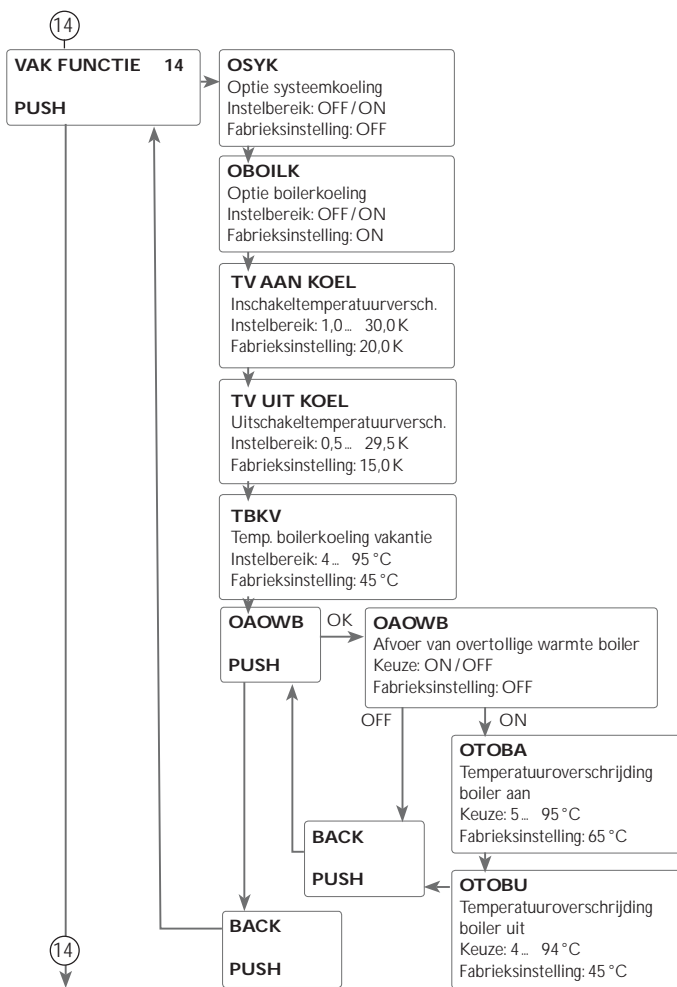 14
VAK FUNCTIE 14
PUSH
OSYK
Optie systeemkoeling
Instelbereik: OFF/ON
Fabrieksinstelling: OFF
OBOILK
Optie boilerkoeling
Instelbereik: OFF/ON
Fabrieksinstelling: ON
TV AAN KOEL
Inschakeltemperatuurversch.
Instelbereik: 1,0... 30,0 K
Fabrieksinstelling: 20,0 K
TV UIT KOEL
Uitschakeltemperatuurversch.
Instelbereik: 0,5... 29,5 K
Fabrieksinstelling: 15,0 K
TBKV
Temp. boilerkoeling vakantie
Instelbereik: 4... 95 °C
Fabrieksinstelling: 45 °C
OAOWB
PUSH
OK
OAOWB
Afvoer van overtollige warmte boiler
Keuze: ON/OFF
Fabrieksinstelling: OFF
OFF
ON
OTOBA
Temperatuuroverschrijding
boiler aan
Keuze: 5... 95 °C
Fabrieksinstelling: 65 °C
BACK
PUSH
OTOBU
Temperatuuroverschrijding
boiler uit
Keuze: 4... 94 °C
Fabrieksinstelling: 45 °C
BACK
PUSH
14